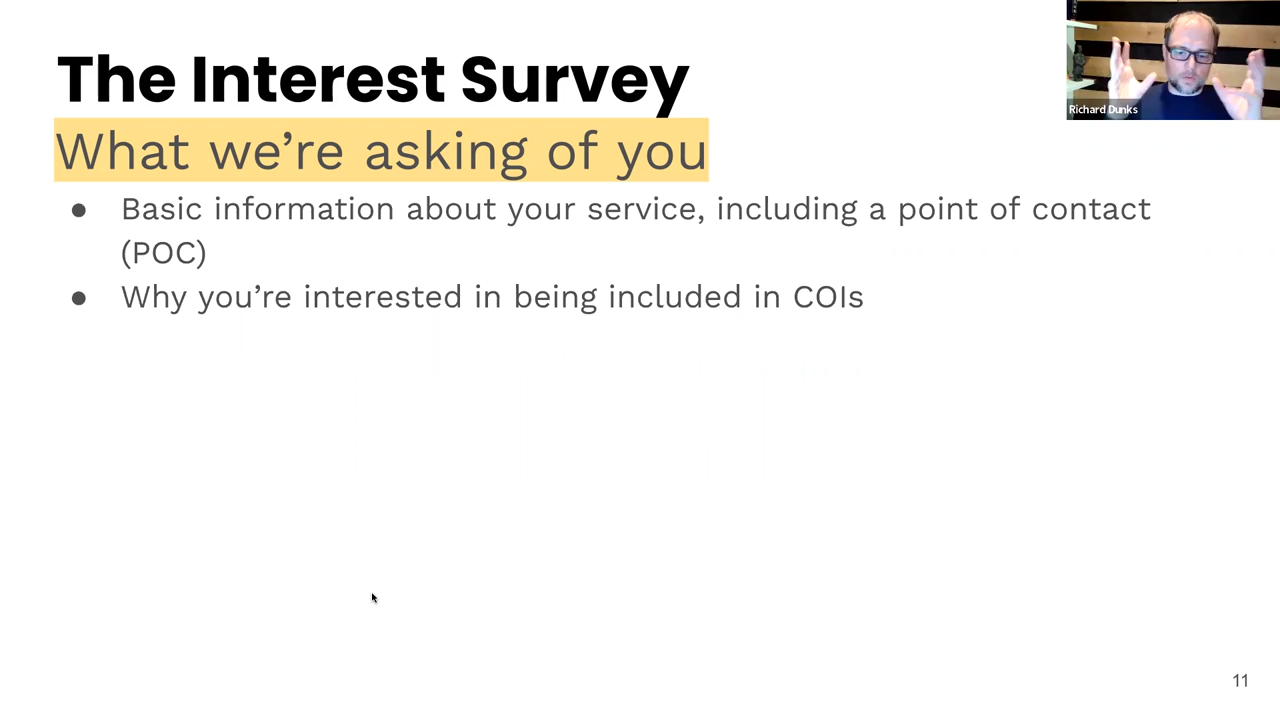 The Interest Survey
What we’re asking of you
● Basic information about your service, including a point of contact
(POC)
● Why you’re interested in being included in COIs
Richard Dunks
11